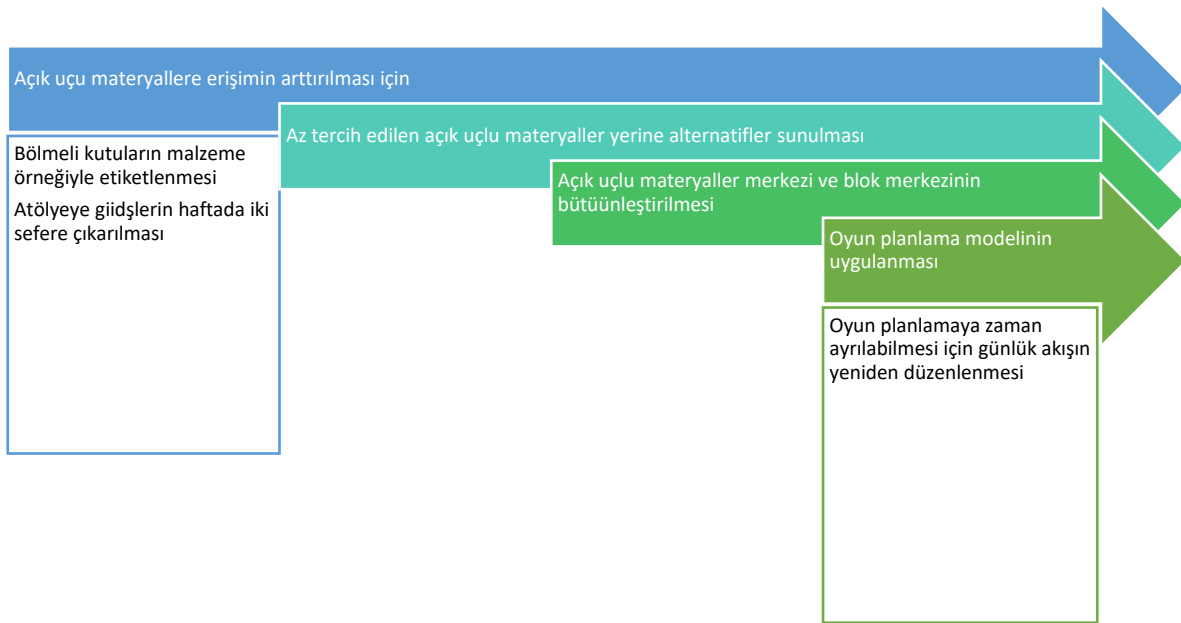 Açık uçu materyallere erişimin arttırılması için
Bölmeli kutuların malzeme
örneğiyle etiketlenmesi
Atölyeye giidşlerin haftada iki
sefere çıkarılması
Az tercih edilen açık uçlu materyaller yerine alternatifler sunulması
Açık uçlu materyaller merkezi ve blok merkezinin
bütüünleştirilmesi
Oyun planlama modelinin
uygulanması
Oyun planlamaya zaman
ayrılabilmesi için günlük akışın
yeniden düzenlenmesi